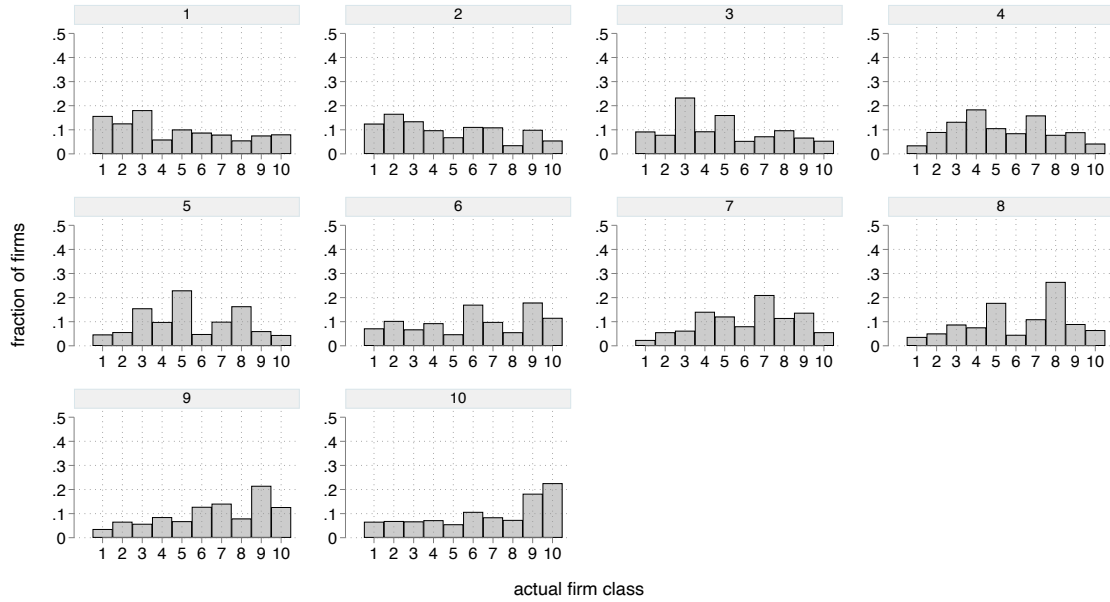 1 2 3 4
.5 .5 .5 .5
.4 .4 .4 .4
.3 .3 .3 .3
.2 .2 .2 .2
.1 .1 .1 .1
0 0 0 0
1 2 3 4 5 6 7 8 9 10 1 2 3 4 5 6 7 8 9 10 1 2 3 4 5 6 7 8 9 10 1 2 3 4 5 6 7 8 9 10
5 6 7 8
.5 .5 .5 .5
.4 .4 .4 .4
.3 .3 .3 .3
.2 .2 .2 .2
.1 .1 .1 .1
0 0 0 0
1 2 3 4 5 6 7 8 9 10 1 2 3 4 5 6 7 8 9 10 1 2 3 4 5 6 7 8 9 10 1 2 3 4 5 6 7 8 9 10
fraction of firms
9 10
.5 .5
.4 .4
.3 .3
.2 .2
.1 .1
0 0
1 2 3 4 5 6 7 8 9 10 1 2 3 4 5 6 7 8 9 10
actual firm class